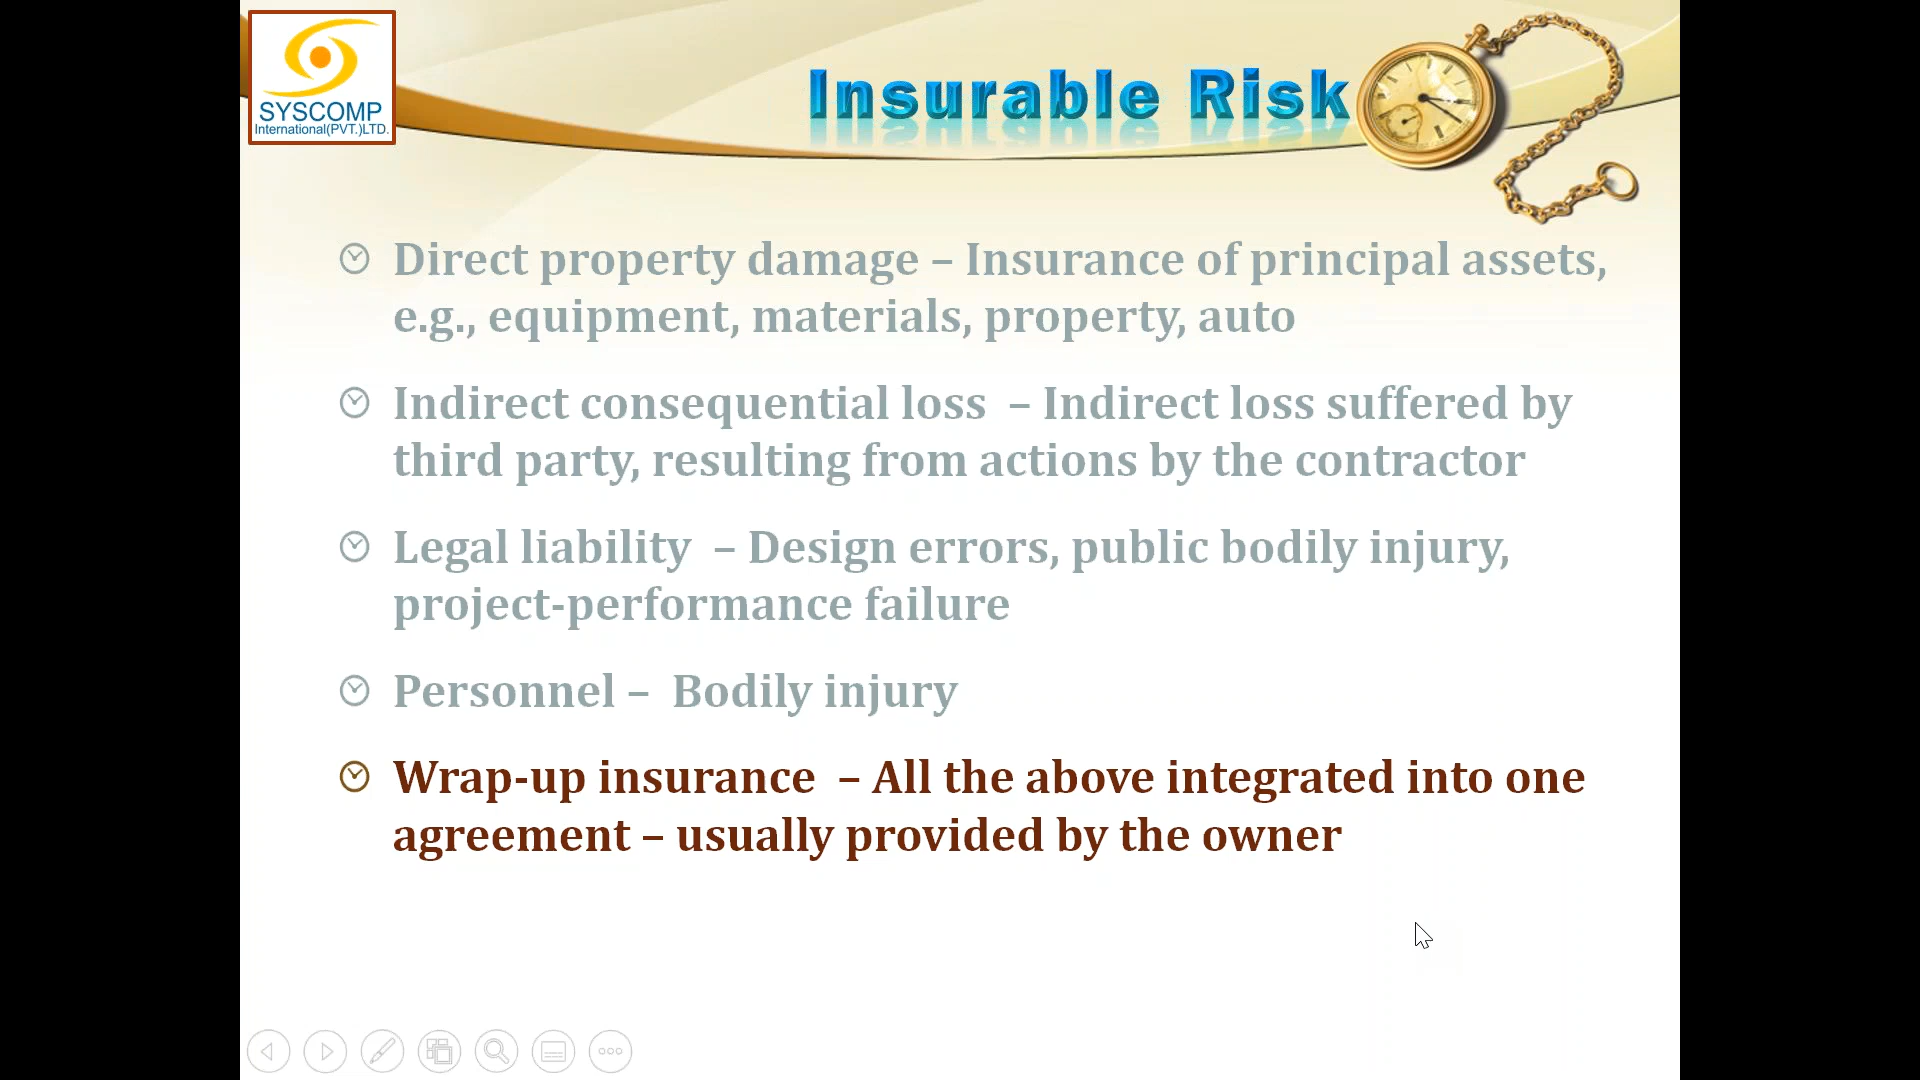 SYSCOMP
International(PVT.)LTD.
Insurable Risk
Direct property damage – Insurance of principal assets,
e.g., equipment, materials, property, auto
Indirect consequential loss – Indirect loss suffered by
third party, resulting from actions by the contractor
Legal liability – Design errors, public bodily injury,
project-performance failure
Personnel – Bodily injury
Wrap-up insurance – All the above integrated into one
agreement – usually provided by the owner